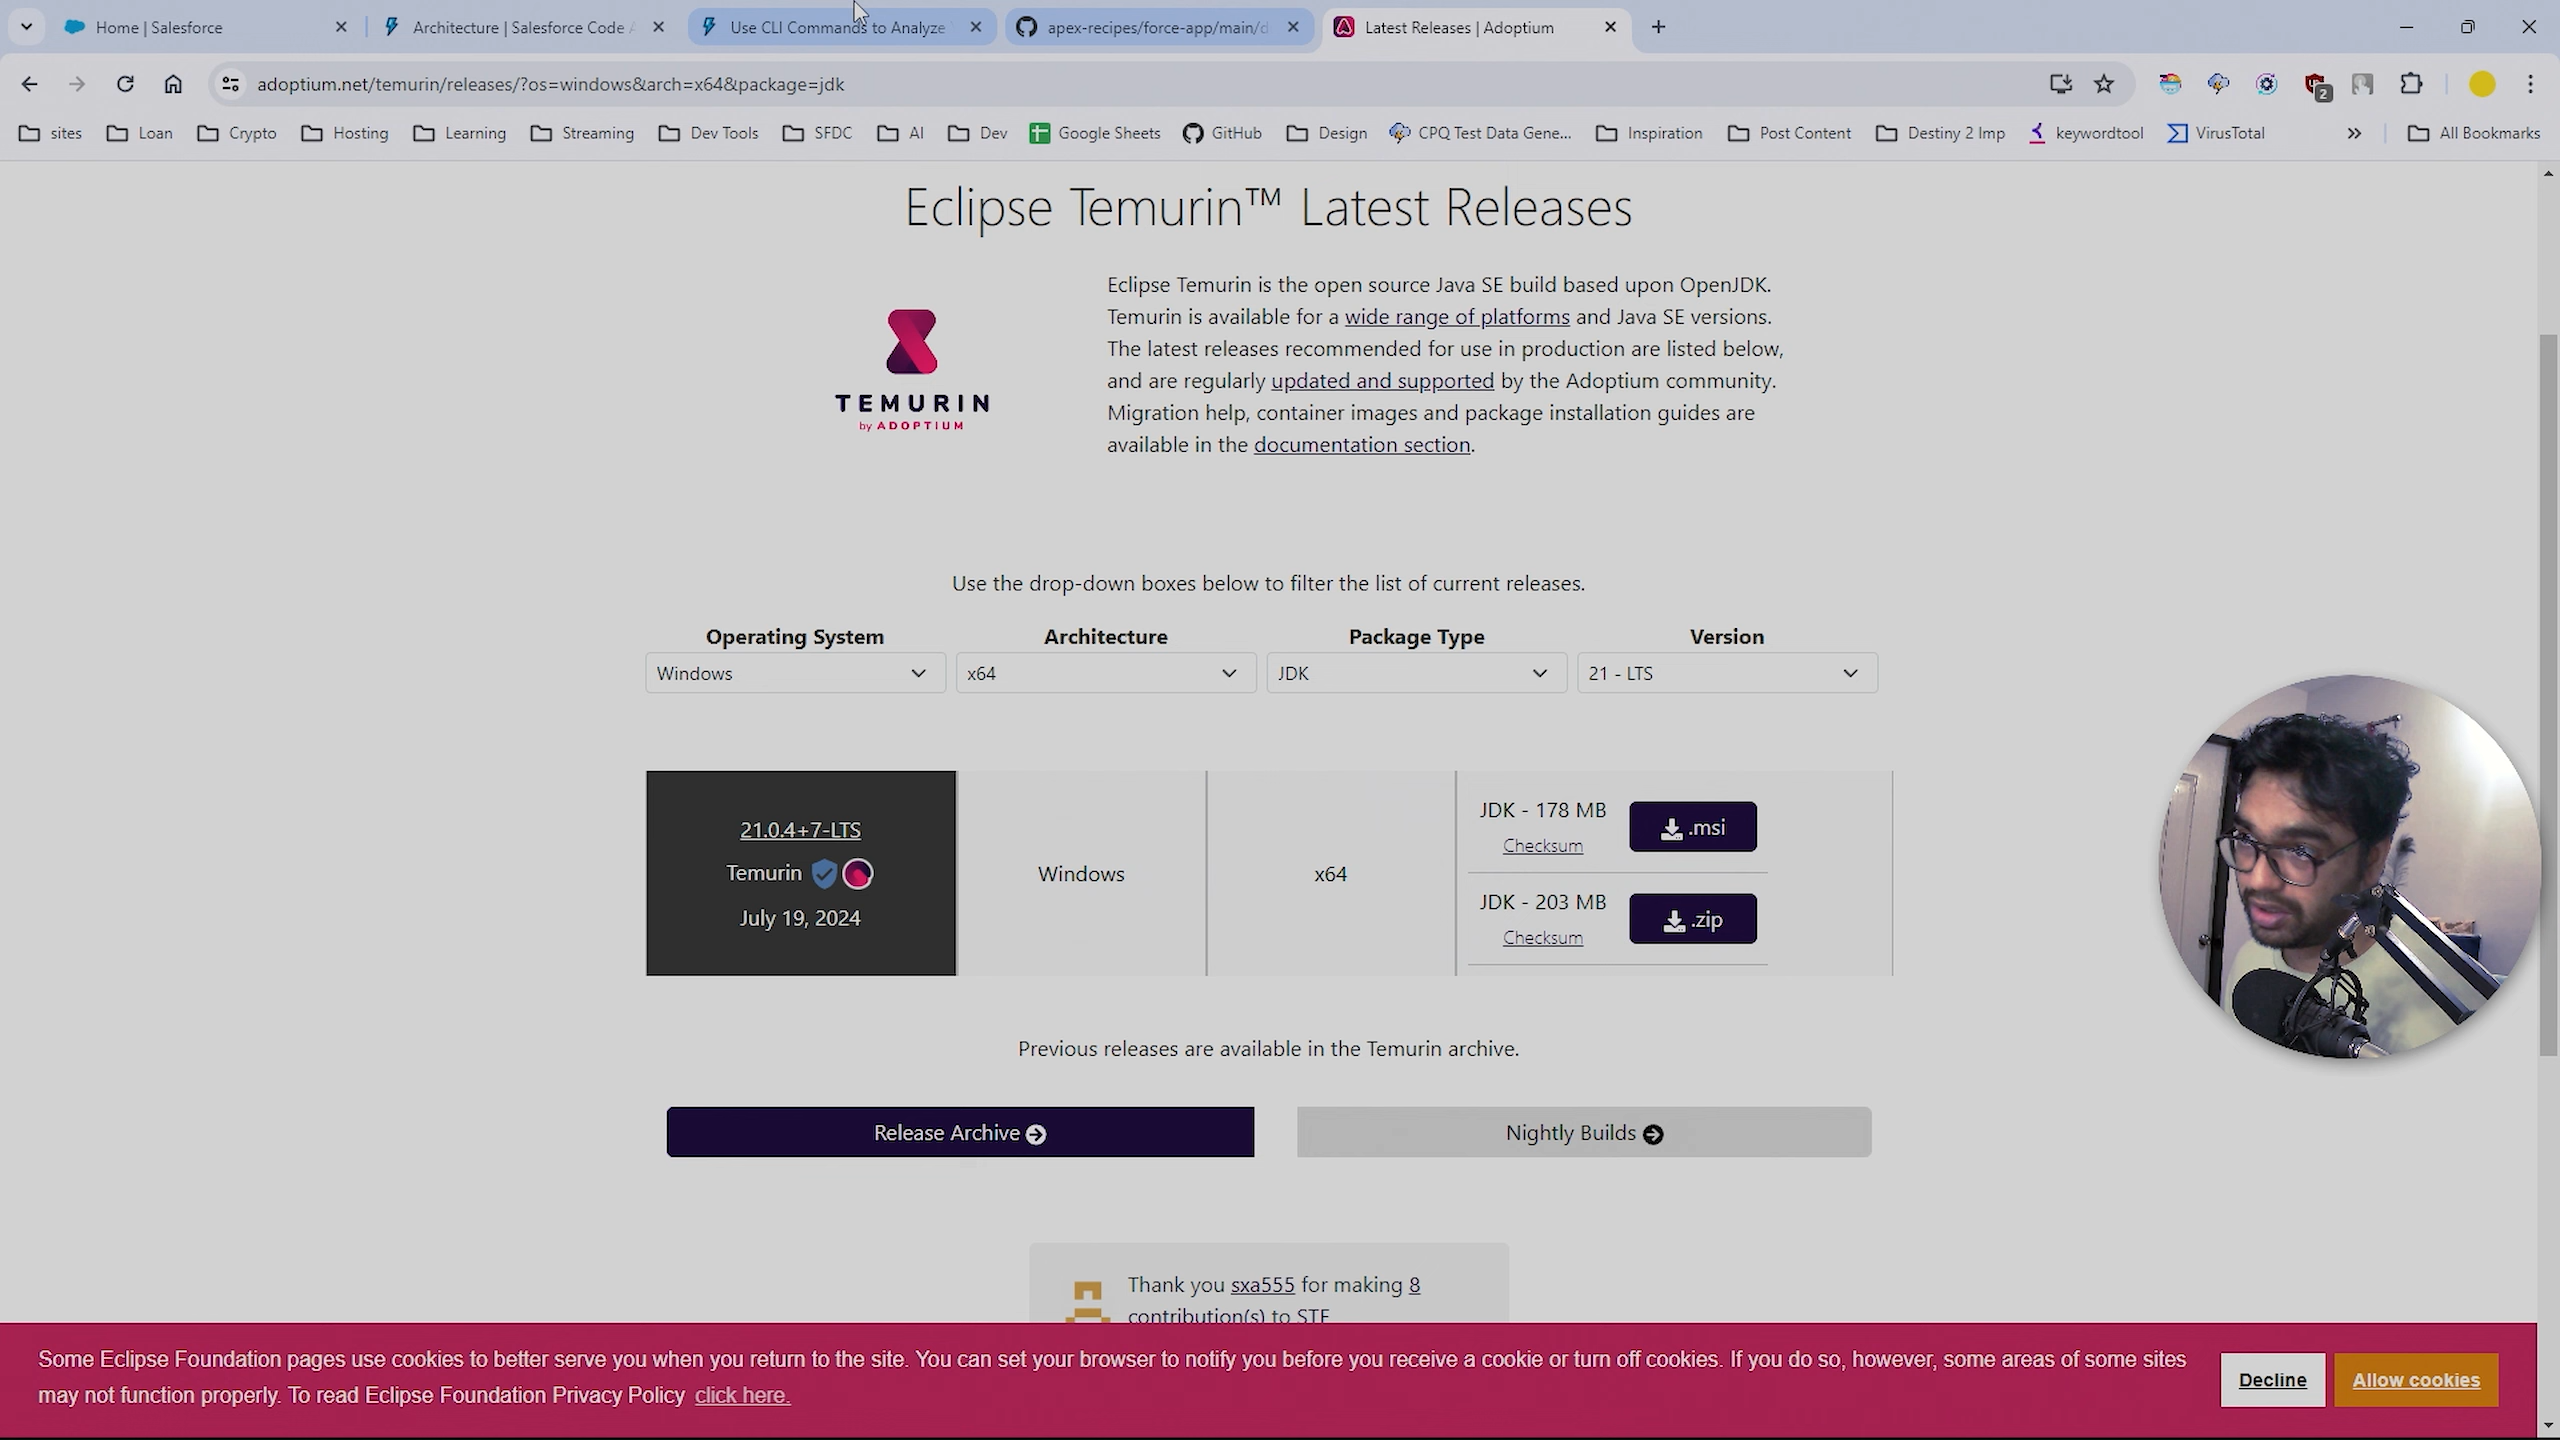 Home | Salesforce
Architecture | Salesforce Code A
Use CLI Commands to Analyze
apex-recipes/force-app/main/d
Latest Releases | Adoptium
adoptium.net/temurin/releases/?os=windows&arch=x64&package=jdk
2
sites
Loan
Crypto
Hosting
Learning
Streaming
Dev Tools
SFDC
AI
Dev
Google Sheets
GitHub
Design
CPQ Test Data Gene...
Inspiration
Post Content
Destiny 2 Imp
keywordtool
VirusTotal
All Bookmarks
Eclipse Temurin™ Latest Releases
TEMURIN
by ADOPTIUM
Eclipse Temurin is the open source Java SE build based upon OpenJDK.
Temurin is available for a wide range of platforms and Java SE versions.
The latest releases recommended for use in production are listed below,
and are regularly updated and supported by the Adoptium community.
Migration help, container images and package installation guides are
available in the documentation section.
Use the drop-down boxes below to filter the list of current releases.
Operating System
Architecture
Package Type
Version
Windows
x64
JDK
21 - LTS
21.0.4+7-LTS
Temurin
July 19, 2024
Windows
x64
JDK - 178 MB
Checksum
.msi
JDK - 203 MB
Checksum
.zip
Previous releases are available in the Temurin archive.
Release Archive
Nightly Builds
Thank you sxa555 for making 8
contribution(s) to STF
Some Eclipse Foundation pages use cookies to better serve you when you return to the site. You can set your browser to notify you before you receive a cookie or turn off cookies. If you do so, however, some areas of some sites
may not function properly. To read Eclipse Foundation Privacy Policy click here.
Decline
Allow cookies